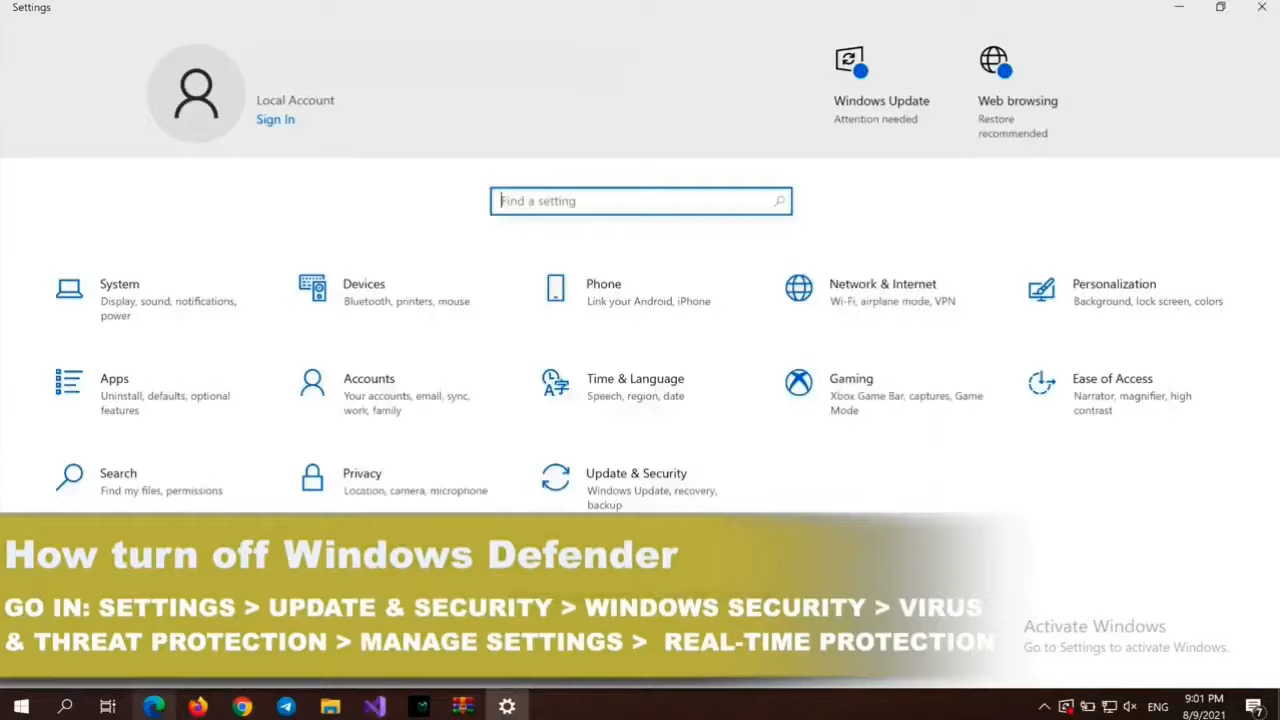 Settings
Local Account
Sign In
Windows Update
Attention needed
Web browsing
Restore
recommended
Find a setting
System
Display, sound, notifications,
power
Devices
Bluetooth, printers, mouse
Phone
Link your Android, iPhone
Network & Internet
Wi-Fi, airplane mode, VPN
Personalization
Background, lock screen, colors
Apps
Uninstall, defaults, optional
features
Accounts
Your accounts, email, sync,
work, family
Time & Language
Speech, region, date
Gaming
Xbox Game Bar, captures, Game
Mode
Ease of Access
Narrator, magnifier, high
contrast
Search
Find my files, permissions
Privacy
Location, camera, microphone
Update & Security
Windows Update, recovery,
backup
How turn off Windows Defender
GO IN: SETTINGS > UPDATE & SECURITY > WINDOWS SECURITY > VIRUS
& THREAT PROTECTION > MANAGE SETTINGS > REAL-TIME PROTECTION
Activate Windows
Go to Settings to activate Windows.
ENG
9:01 PM
8/9/2021
7